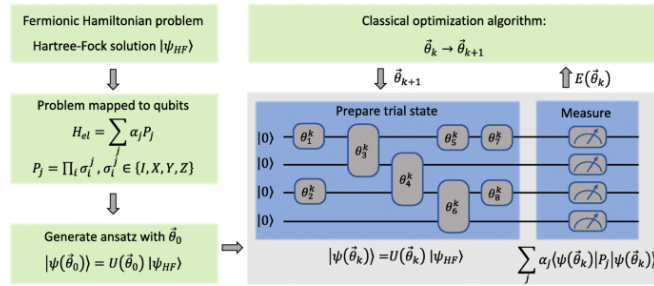 Fermionic Hamiltonian problem
Hartree-Fock solution |ψ_HF⟩
Problem mapped to qubits
H_el = ∑_j α_j P_j
P_j = ∏_i σ_i^j , σ_i^j ∈ {I, X, Y, Z}
Generate ansatz with θ⃗_0
|ψ(θ⃗_0)⟩ = U(θ⃗_0) |ψ_HF⟩
Classical optimization algorithm:
θ⃗_k → θ⃗_{k+1}
θ⃗_{k+1}
E(θ⃗_k)
Prepare trial state
Measure
|0⟩ θ_1^k θ_5^k θ_7^k
θ_3^k
|0⟩
θ_4^k
|0⟩ θ_2^k θ_8^k
θ_6^k
|0⟩
|ψ(θ⃗_k)⟩ =U(θ⃗_k) |ψ_HF⟩
∑_j α_j⟨ψ(θ⃗_k)|P_j|ψ(θ⃗_k)⟩